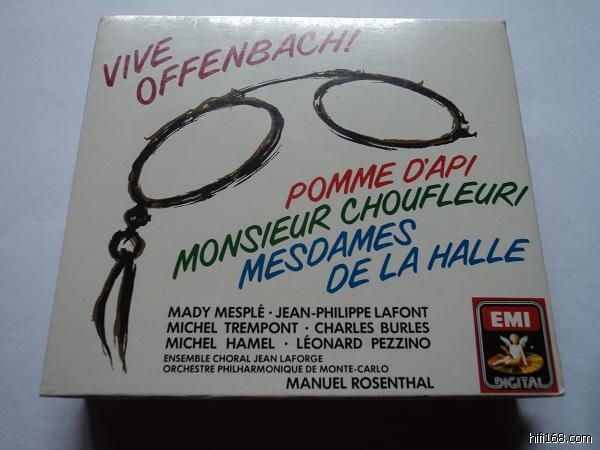 VIVE
OFFENBACH!
POMME D'API
MONSIEUR CHOUFLEURI
MESDAMES
DE LA HALLE
MADY MESPLÉ · JEAN-PHILIPPE LAFONT
MICHEL TREMPONT · CHARLES BURLES
MICHEL HAMEL · LÉONARD PEZZINO
ENSEMBLE CHORAL JEAN LAFORGE
ORCHESTRE PHILHARMONIQUE DE MONTE-CARLO
MANUEL ROSENTHAL
EMI
DIGITAL
hifi168.com